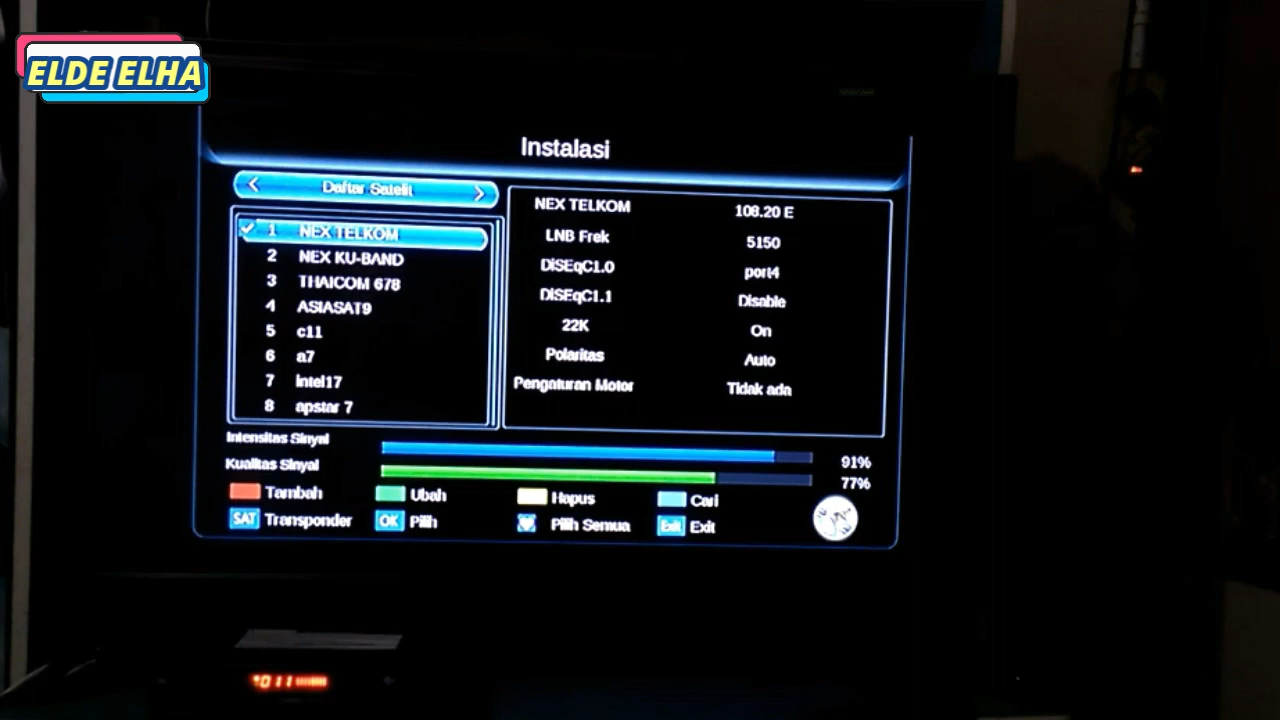 ELDE ELHA
Instalasi
Daftar Satelit
1 NEX TELKOM
2 NEX KU-BAND
3 THAICOM 678
4 ASIASAT9
5 c11
6 a7
7 Intel17
8 apstar 7
NEX TELKOM 108.20 E
LNB Frek 5150
DiSEqC1.0 port4
DiSEqC1.1 Disable
22K On
Polaritas Auto
Pengaturan Motor Tidak ada
Intensitas Sinyal 91%
Kualitas Sinyal 77%
Tambah Ubah Hapus Cari
SAT Transponder OK Pilih Pilih Semua Exit Exit
011